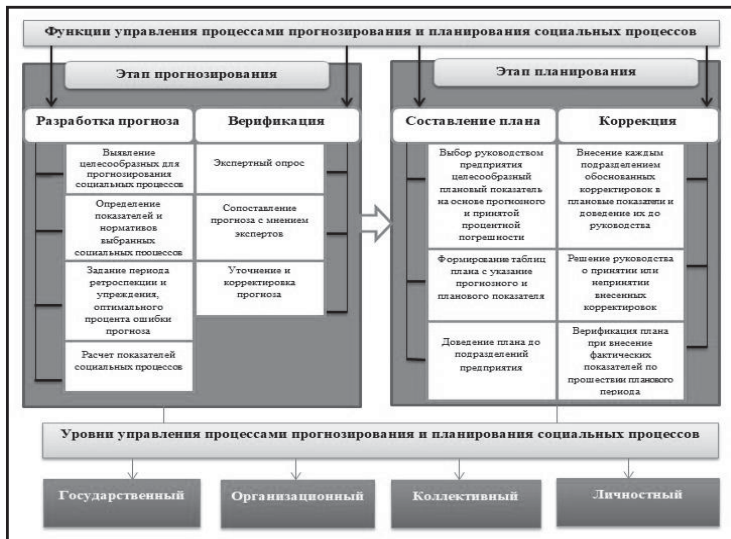 Функции управления процессами прогнозирования и планирования социальных процессов
Этап прогнозирования
Разработка прогноза
Выявление
целесообразных для
прогнозирования
социальных процессов
Определение
показателей и
нормативов
выбранных
социальных процессов
Задание периода
ретроспекции и
упреждения,
оптимального
процента ошибки
прогноза
Расчет показателей
социальных процессов
Верификация
Экспертный опрос
Сопоставление
прогноза с мнением
экспертов
Уточнение и
корректировка
прогноза
Этап планирования
Составление плана
Выбор руководством
предприятия
целесообразный
плановый показатель
на основе прогнозного
и принятой
процентной
погрешности
Формирование таблиц
плана с указание
прогнозного и
планового показателя
Доведение плана до
подразделений
предприятия
Коррекция
Внесение каждым
подразделением
обоснованных
корректировок в
плановые показатели и
доведение их до
руководства
Решение руководства
о принятии или
непринятии
внесенных
корректировок
Верификация плана
при внесение
фактических
показателей по
прошествии планового
периода
Уровни управления процессами прогнозирования и планирования социальных процессов
Государственный
Организационный
Коллективный
Личностный